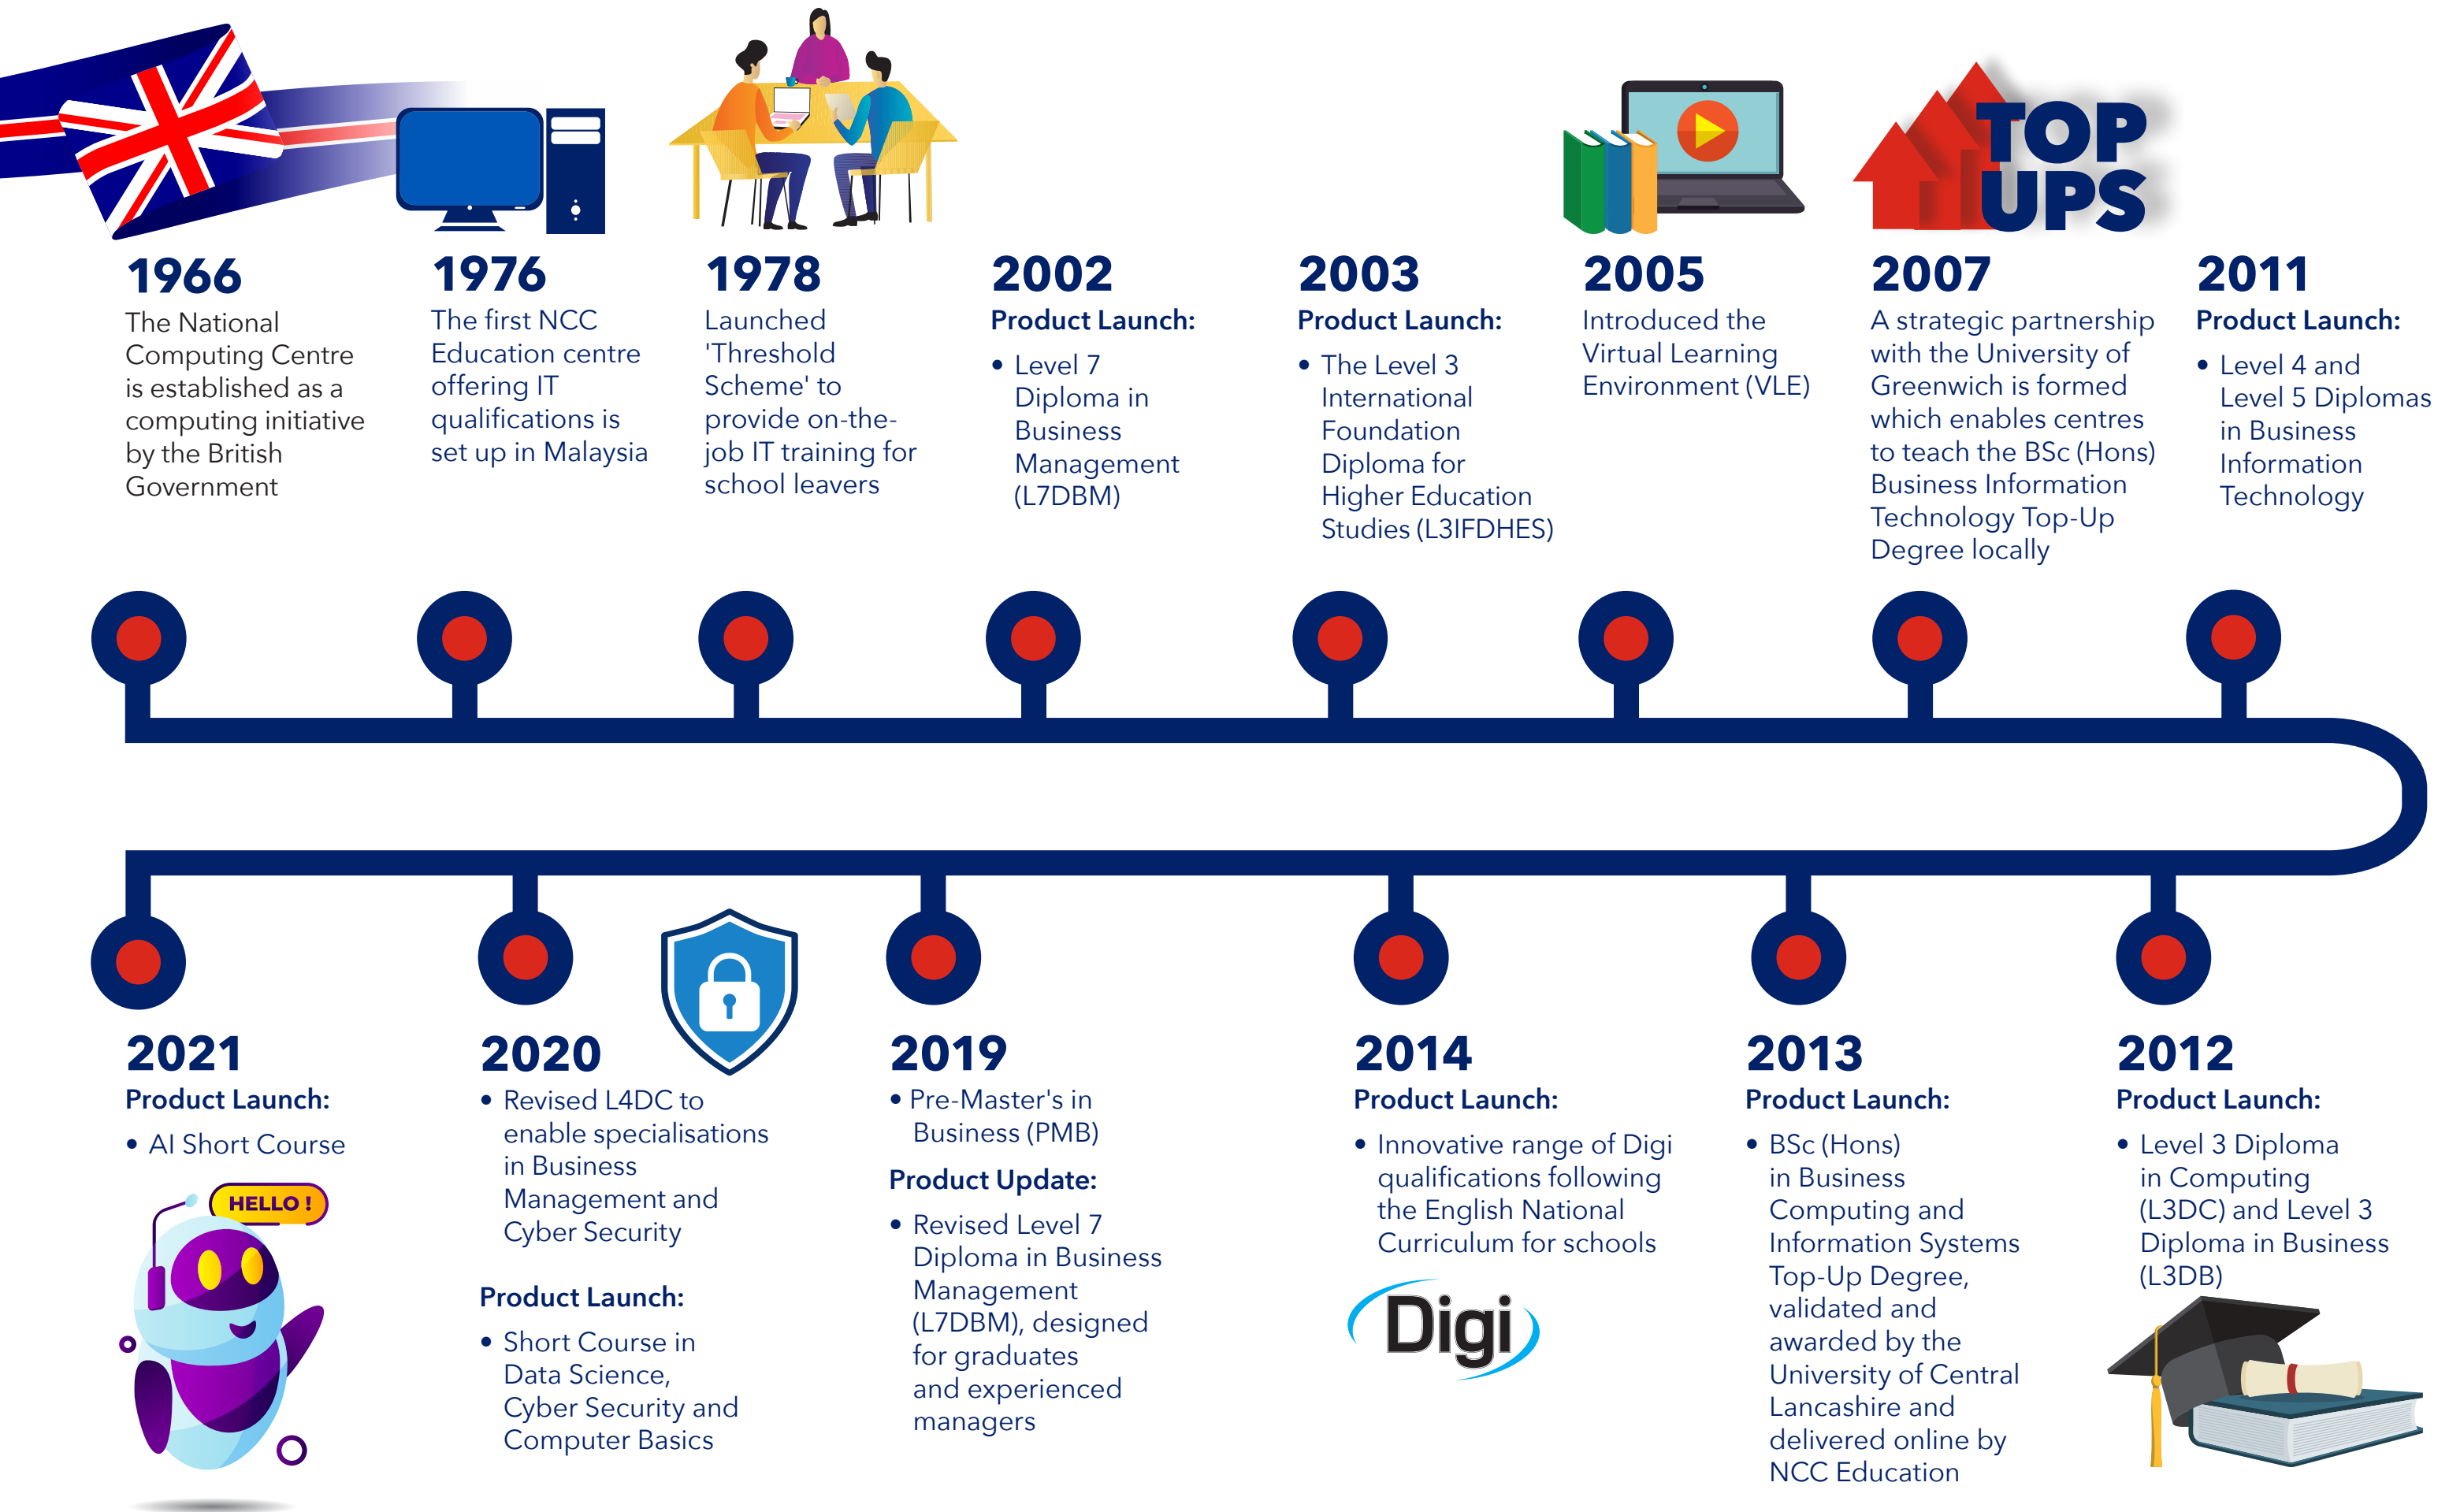 TOP
UPS
1966
The National
Computing Centre
is established as a
computing initiative
by the British
Government
1976
The first NCC
Education centre
offering IT
qualifications is
set up in Malaysia
1978
Launched
'Threshold
Scheme' to
provide on-the-
job IT training for
school leavers
2002
Product Launch:
• Level 7
Diploma in
Business
Management
(L7DBM)
2003
Product Launch:
• The Level 3
International
Foundation
Diploma for
Higher Education
Studies (L3IFDHES)
2005
Introduced the
Virtual Learning
Environment (VLE)
2007
A strategic partnership
with the University of
Greenwich is formed
which enables centres
to teach the BSc (Hons)
Business Information
Technology Top-Up
Degree locally
2011
Product Launch:
• Level 4 and
Level 5 Diplomas
in Business
Information
Technology
2012
Product Launch:
• Level 3 Diploma
in Computing
(L3DC) and Level 3
Diploma in Business
(L3DB)
2013
Product Launch:
• BSc (Hons)
in Business
Computing and
Information Systems
Top-Up Degree,
validated and
awarded by the
University of Central
Lancashire and
delivered online by
NCC Education
2014
Product Launch:
• Innovative range of Digi
qualifications following
the English National
Curriculum for schools
Digi
2019
• Pre-Master's in
Business (PMB)
Product Update:
• Revised Level 7
Diploma in Business
Management
(L7DBM), designed
for graduates
and experienced
managers
2020
• Revised L4DC to
enable specialisations
in Business
Management and
Cyber Security
Product Launch:
• Short Course in
Data Science,
Cyber Security and
Computer Basics
2021
Product Launch:
• AI Short Course
HELLO !